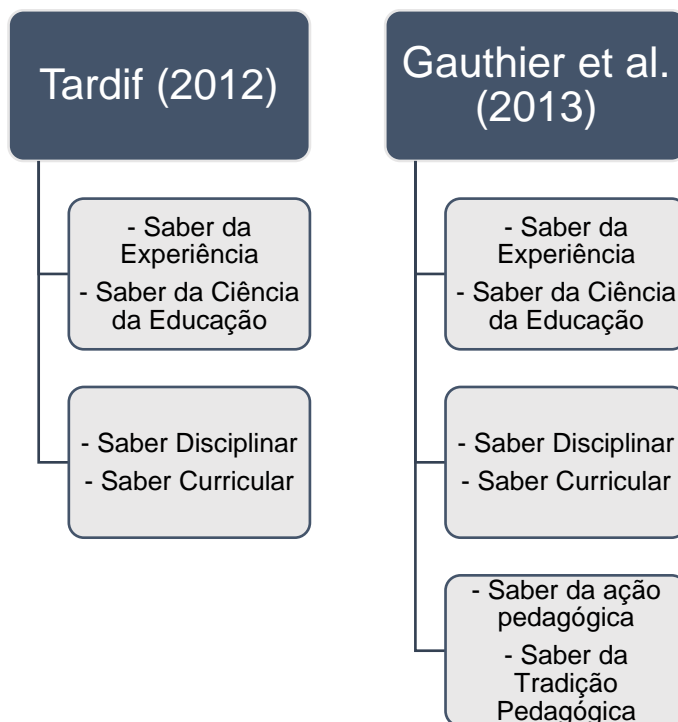 Tardif (2012)
- Saber da
Experiência
- Saber da Ciência
da Educação
- Saber Disciplinar
- Saber Curricular
Gauthier et al.
(2013)
- Saber da
Experiência
- Saber da Ciência
da Educação
- Saber Disciplinar
- Saber Curricular
- Saber da ação
pedagógica
- Saber da
Tradição
Pedagógica